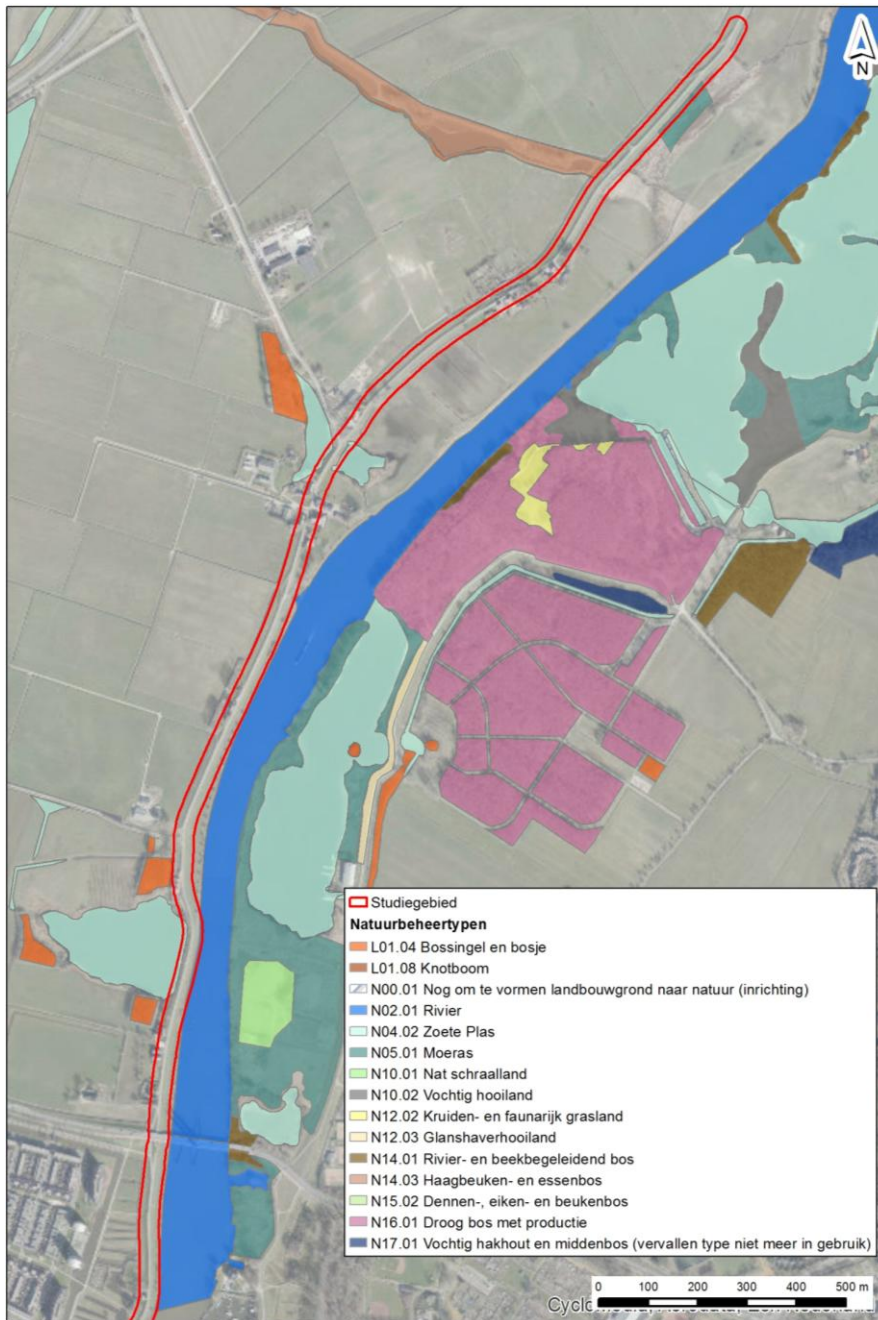 N
Studiegebied
Natuurbeheertypen
L01.04 Bossingel en bosje
L01.08 Knotboom
N00.01 Nog om te vormen landbouwgrond naar natuur (inrichting)
N02.01 Rivier
N04.02 Zoete Plas
N05.01 Moeras
N10.01 Nat schraalland
N10.02 Vochtig hooiland
N12.02 Kruiden- en faunarijk grasland
N12.03 Glanshaverhooiland
N14.01 Rivier- en beekbegeleidend bos
N14.03 Haagbeuken- en essenbos
N15.02 Dennen-, eiken- en beukenbos
N16.01 Droog bos met productie
N17.01 Vochtig hakhout en middenbos (vervallen type niet meer in gebruik)
0 100 200 300 400 500 m